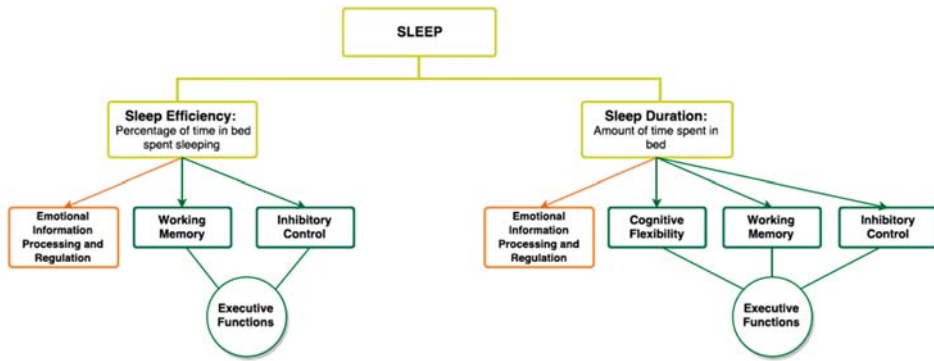 SLEEP
Sleep Efficiency:
Percentage of time in bed
spent sleeping
Sleep Duration:
Amount of time spent in
bed
Emotional
Information
Processing and
Regulation
Working
Memory
Inhibitory
Control
Emotional
Information
Processing and
Regulation
Cognitive
Flexibility
Working
Memory
Inhibitory
Control
Executive
Functions
Executive
Functions